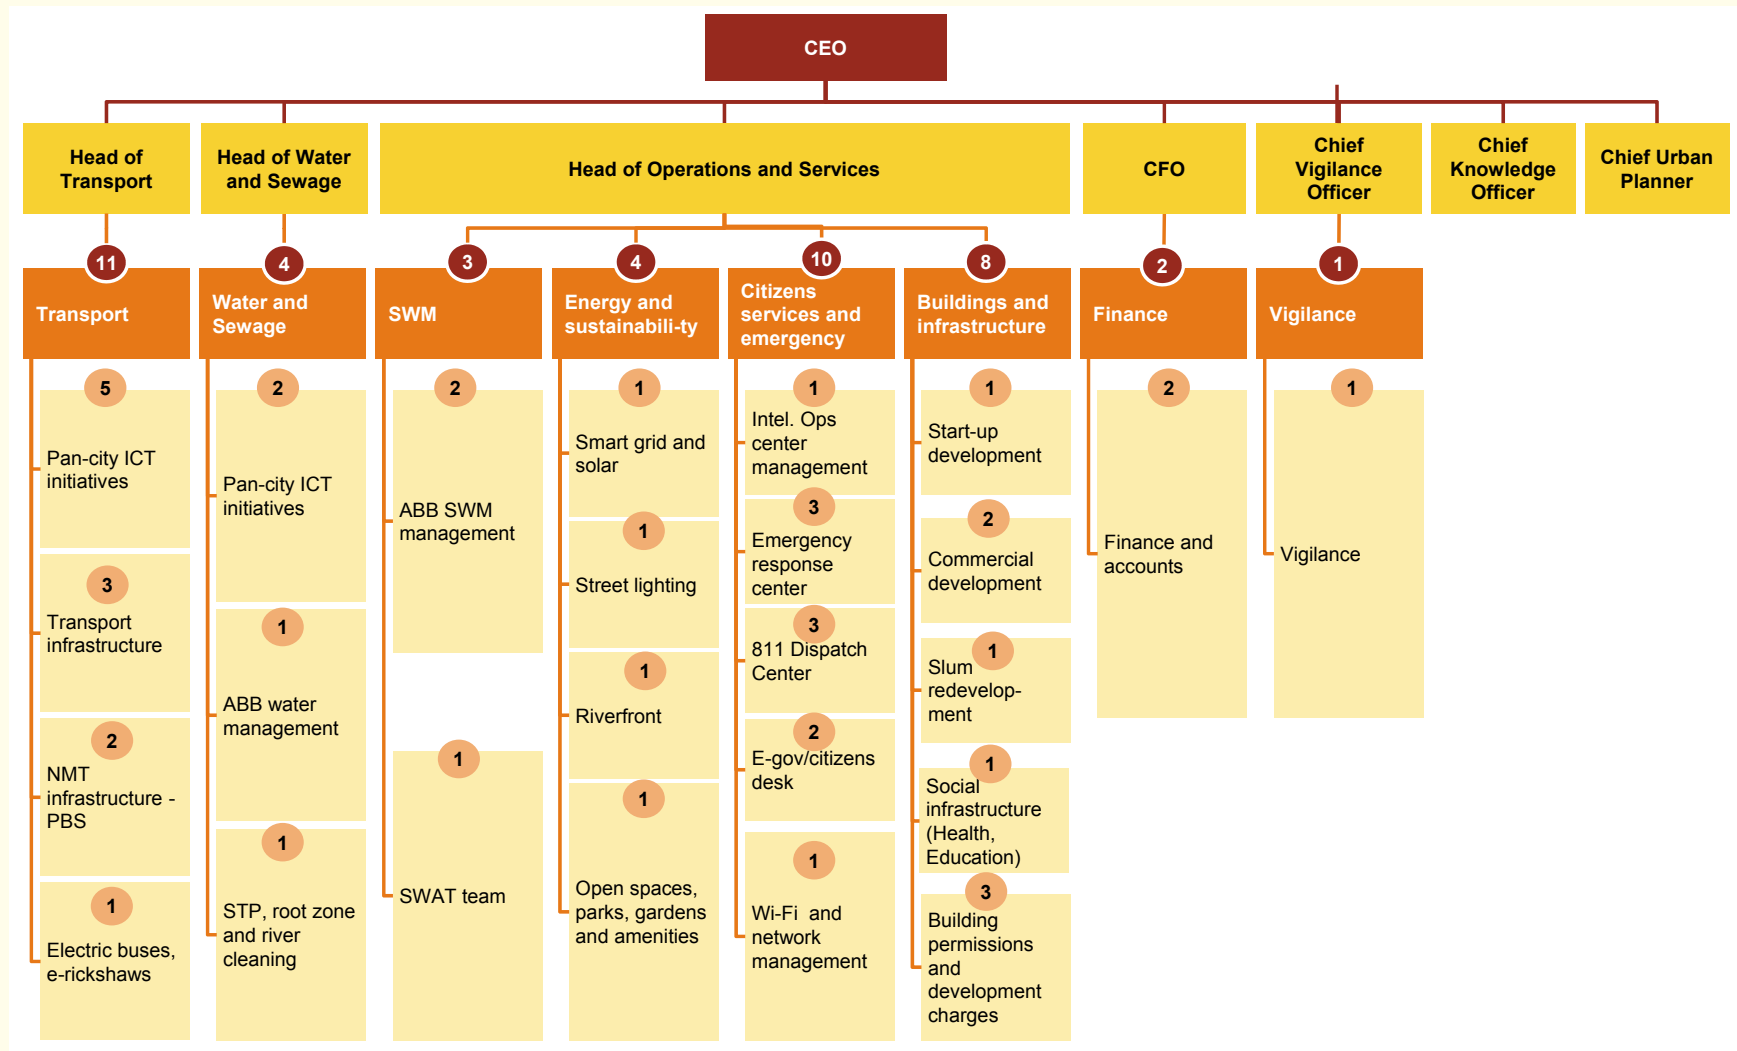 CEO
Head of
Transport
Head of Water
and Sewage
Head of Operations and Services
CFO
Chief
Vigilance
Officer
Chief
Knowledge
Officer
Chief Urban
Planner
11
4
3
4
10
8
2
1
Transport
Water and
Sewage
SWM
Energy and
sustainabili-ty
Citizens
services and
emergency
Buildings and
infrastructure
Finance
Vigilance
5
Pan-city ICT
initiatives
3
Transport
infrastructure
2
NMT
infrastructure -
PBS
1
Electric buses,
e-rickshaws
2
Pan-city ICT
initiatives
1
ABB water
management
1
STP, root zone
and river
cleaning
2
ABB SWM
management
1
SWAT team
1
Smart grid and
solar
1
Street lighting
1
Riverfront
1
Open spaces,
parks, gardens
and amenities
1
Intel. Ops
center
management
3
Emergency
response
center
3
811 Dispatch
Center
2
E-gov/citizens
desk
1
Wi-Fi and
network
management
1
Start-up
development
2
Commercial
development
1
Slum
redevelop-
ment
1
Social
infrastructure
(Health,
Education)
3
Building
permissions
and
development
charges
2
Finance and
accounts
1
Vigilance